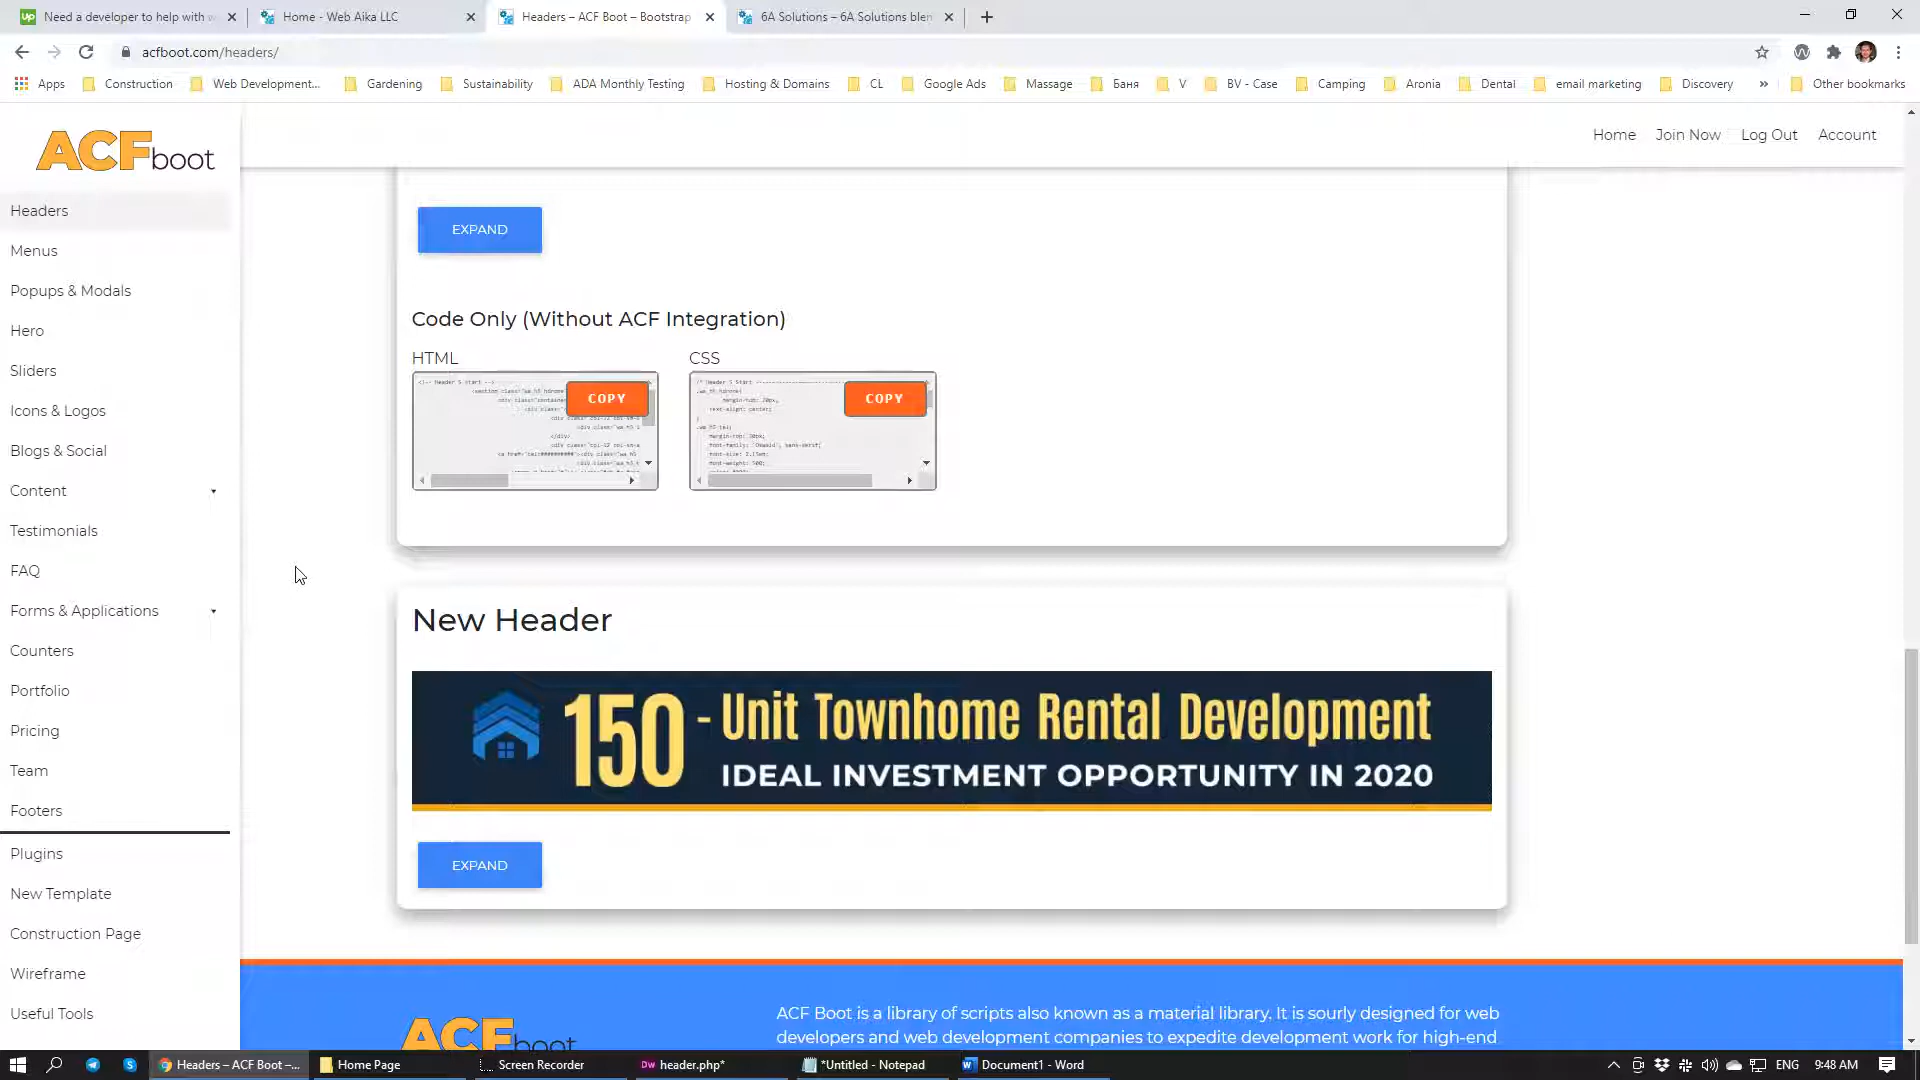 Need a developer to help with w
Home - Web Aika LLC
Headers – ACF Boot – Bootstrap
6A Solutions – 6A Solutions blen
acfboot.com/headers/
Apps
Construction
Web Development...
Gardening
Sustainability
ADA Monthly Testing
Hosting & Domains
CL
Google Ads
Massage
Баня
V
BV - Case
Camping
Aronia
Dental
email marketing
Discovery
»
Other bookmarks
ACFboot
Home
Join Now
Log Out
Account
Headers
Menus
Popups & Modals
Hero
Sliders
Icons & Logos
Blogs & Social
Content
Testimonials
FAQ
Forms & Applications
Counters
Portfolio
Pricing
Team
Footers
Plugins
New Template
Construction Page
Wireframe
Useful Tools
EXPAND
Code Only (Without ACF Integration)
HTML
CSS
COPY
COPY
New Header
150 - Unit Townhome Rental Development
IDEAL INVESTMENT OPPORTUNITY IN 2020
EXPAND
ACFboot
ACF Boot is a library of scripts also known as a material library. It is sourly designed for web
developers and web development companies to expedite development work for high-end
Headers – ACF Boot –...
Home Page
Screen Recorder
Dw
header.php*
*Untitled - Notepad
Document1 - Word
ENG
9:48 AM